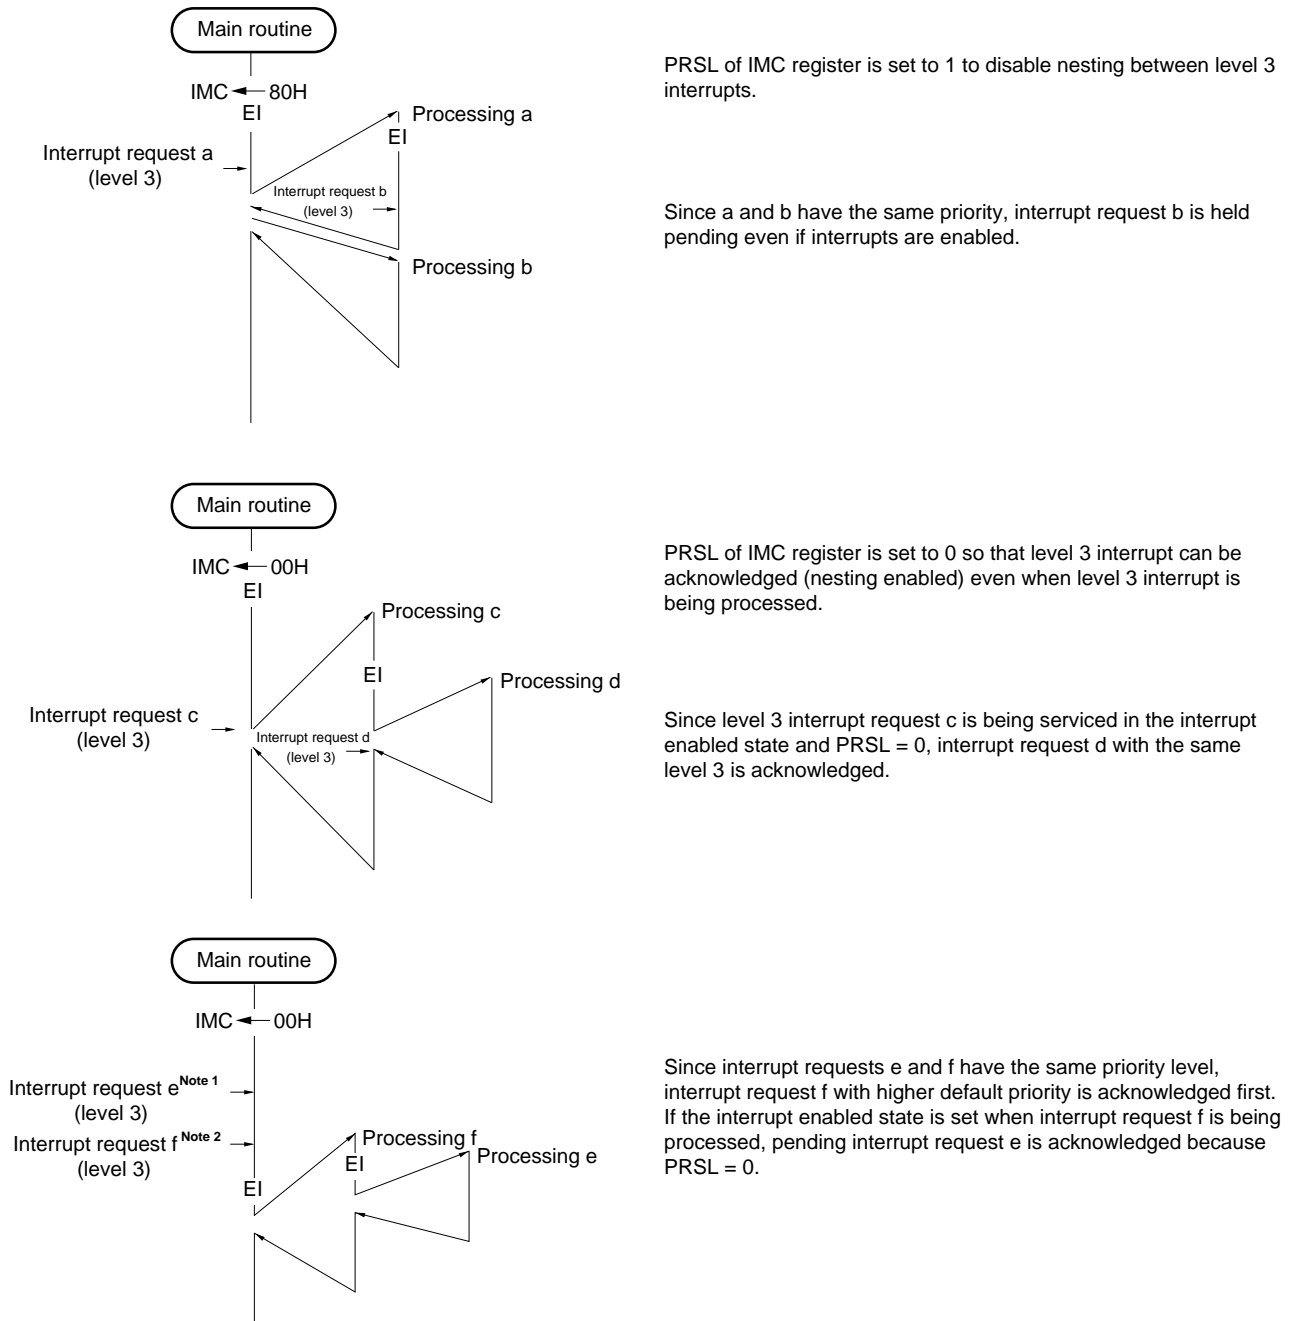 Main routine
IMC 80H
EI
Processing a
EI
Interrupt request a
(level 3)
Interrupt request b
(level 3)
Processing b
PRSL of IMC register is set to 1 to disable nesting between level 3
interrupts.
Since a and b have the same priority, interrupt request b is held
pending even if interrupts are enabled.
Main routine
IMC 00H
EI
Processing c
EI
Processing d
Interrupt request c
(level 3)
Interrupt request d
(level 3)
PRSL of IMC register is set to 0 so that level 3 interrupt can be
acknowledged (nesting enabled) even when level 3 interrupt is
being processed.
Since level 3 interrupt request c is being serviced in the interrupt
enabled state and PRSL = 0, interrupt request d with the same
level 3 is acknowledged.
Main routine
IMC 00H
Interrupt request e Note 1
(level 3)
Interrupt request f Note 2
(level 3)
EI
Processing f
EI
Processing e
Since interrupt requests e and f have the same priority level,
interrupt request f with higher default priority is acknowledged first.
If the interrupt enabled state is set when interrupt request f is being
processed, pending interrupt request e is acknowledged because
PRSL = 0.